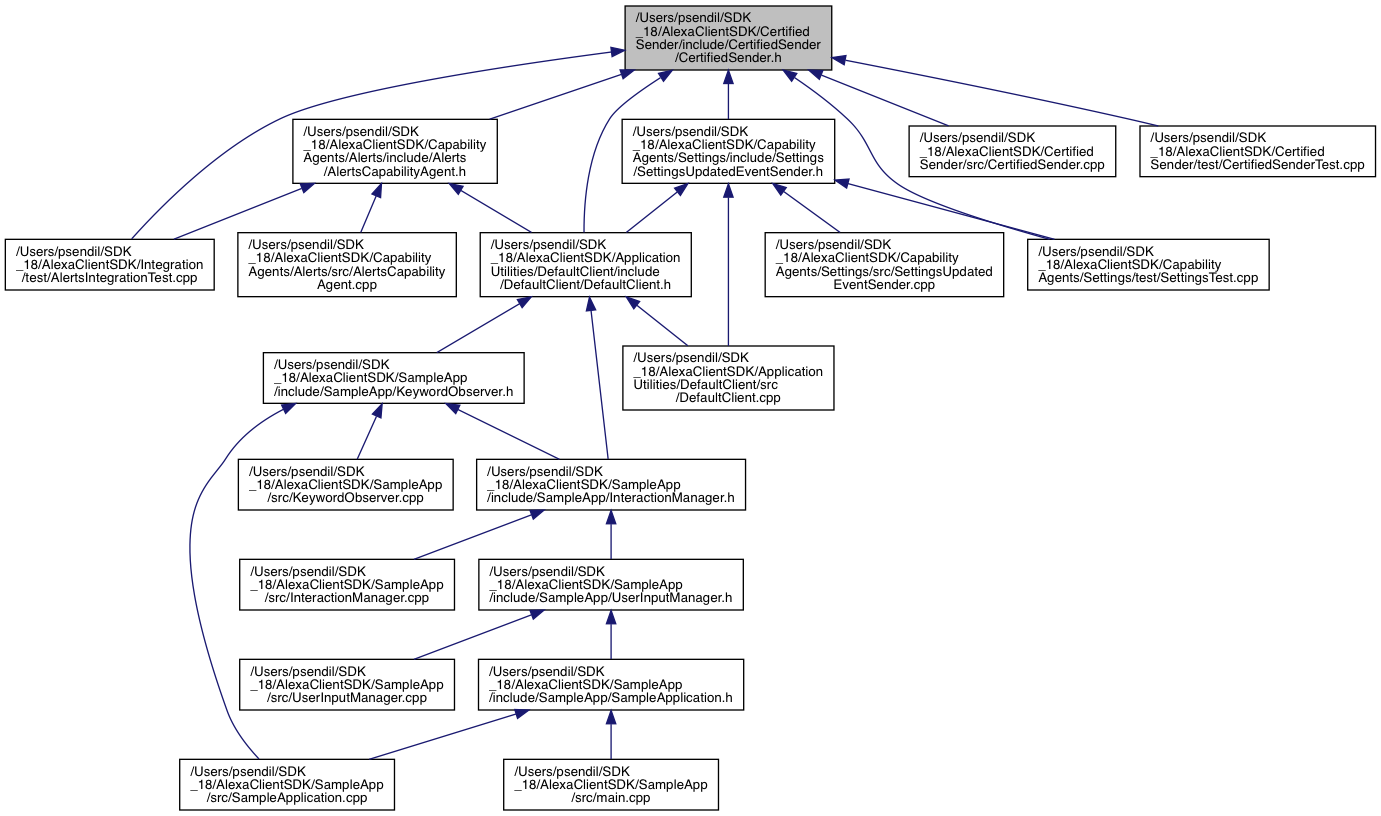 /Users/psendil/SDK
_18/AlexaClientSDK/Certified
Sender/include/CertifiedSender
/CertifiedSender.h
/Users/psendil/SDK
_18/AlexaClientSDK/Capability
Agents/Alerts/include/Alerts
/AlertsCapabilityAgent.h
/Users/psendil/SDK
_18/AlexaClientSDK/Capability
Agents/Settings/include/Settings
/SettingsUpdatedEventSender.h
/Users/psendil/SDK
_18/AlexaClientSDK/Certified
Sender/src/CertifiedSender.cpp
/Users/psendil/SDK
_18/AlexaClientSDK/Certified
Sender/test/CertifiedSenderTest.cpp
/Users/psendil/SDK
_18/AlexaClientSDK/Integration
/test/AlertsIntegrationTest.cpp
/Users/psendil/SDK
_18/AlexaClientSDK/Capability
Agents/Alerts/src/AlertsCapability
Agent.cpp
/Users/psendil/SDK
_18/AlexaClientSDK/Application
Utilities/DefaultClient/include
/DefaultClient/DefaultClient.h
/Users/psendil/SDK
_18/AlexaClientSDK/Capability
Agents/Settings/src/SettingsUpdated
EventSender.cpp
/Users/psendil/SDK
_18/AlexaClientSDK/Capability
Agents/Settings/test/SettingsTest.cpp
/Users/psendil/SDK
_18/AlexaClientSDK/SampleApp
/include/SampleApp/KeywordObserver.h
/Users/psendil/SDK
_18/AlexaClientSDK/Application
Utilities/DefaultClient/src
/DefaultClient.cpp
/Users/psendil/SDK
_18/AlexaClientSDK/SampleApp
/src/KeywordObserver.cpp
/Users/psendil/SDK
_18/AlexaClientSDK/SampleApp
/include/SampleApp/InteractionManager.h
/Users/psendil/SDK
_18/AlexaClientSDK/SampleApp
/src/InteractionManager.cpp
/Users/psendil/SDK
_18/AlexaClientSDK/SampleApp
/include/SampleApp/UserInputManager.h
/Users/psendil/SDK
_18/AlexaClientSDK/SampleApp
/src/UserInputManager.cpp
/Users/psendil/SDK
_18/AlexaClientSDK/SampleApp
/include/SampleApp/SampleApplication.h
/Users/psendil/SDK
_18/AlexaClientSDK/SampleApp
/src/SampleApplication.cpp
/Users/psendil/SDK
_18/AlexaClientSDK/SampleApp
/src/main.cpp